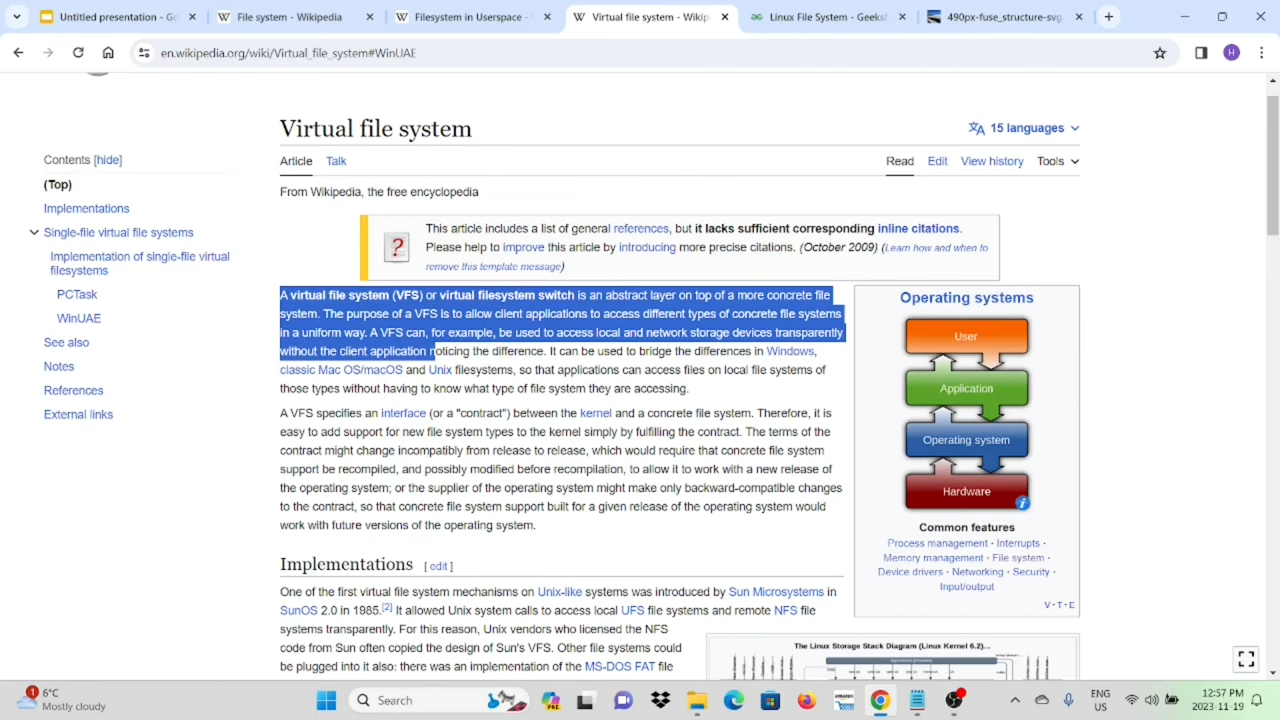 Untitled presentation - Go
File system - Wikipedia
Filesystem in Userspace -
Virtual file system - Wikip
Linux File System - Geeksf
490px-fuse_structure-svg.
en.wikipedia.org/wiki/Virtual_file_system#WinUAE
H
Virtual file system
15 languages
Contents [hide]
Article Talk
Read Edit View history Tools
(Top)
From Wikipedia, the free encyclopedia
Implementations
Single-file virtual file systems
Implementation of single-file virtual
filesystems
PCTask
WinUAE
See also
Notes
References
External links
This article includes a list of general references, but it lacks sufficient corresponding inline citations.
Please help to improve this article by introducing more precise citations. (October 2009) (Learn how and when to
remove this template message)
A virtual file system (VFS) or virtual filesystem switch is an abstract layer on top of a more concrete file
system. The purpose of a VFS is to allow client applications to access different types of concrete file systems
in a uniform way. A VFS can, for example, be used to access local and network storage devices transparently
without the client application noticing the difference. It can be used to bridge the differences in Windows,
classic Mac OS/macOS and Unix filesystems, so that applications can access files on local file systems of
those types without having to know what type of file system they are accessing.
A VFS specifies an interface (or a "contract") between the kernel and a concrete file system. Therefore, it is
easy to add support for new file system types to the kernel simply by fulfilling the contract. The terms of the
contract might change incompatibly from release to release, which would require that concrete file system
support be recompiled, and possibly modified before recompilation, to allow it to work with a new release of
the operating system; or the supplier of the operating system might make only backward-compatible changes
to the contract, so that concrete file system support built for a given release of the operating system would
work with future versions of the operating system.
Implementations [ edit ]
One of the first virtual file system mechanisms on Unix-like systems was introduced by Sun Microsystems in
SunOS 2.0 in 1985.[2] It allowed Unix system calls to access local UFS file systems and remote NFS file
systems transparently. For this reason, Unix vendors who licensed the NFS
code from Sun often copied the design of Sun's VFS. Other file systems could
be plugged into it also: there was an implementation of the MS-DOS FAT file
Operating systems
User
Application
Operating system
Hardware
Common features
Process management · Interrupts ·
Memory management · File system ·
Device drivers · Networking · Security ·
Input/output
V·T·E
The Linux Storage Stack Diagram (Linux Kernel 6.2)...
1
6°C
Mostly cloudy
Search
amazon
ENG
US
12:57 PM
2023-11-19